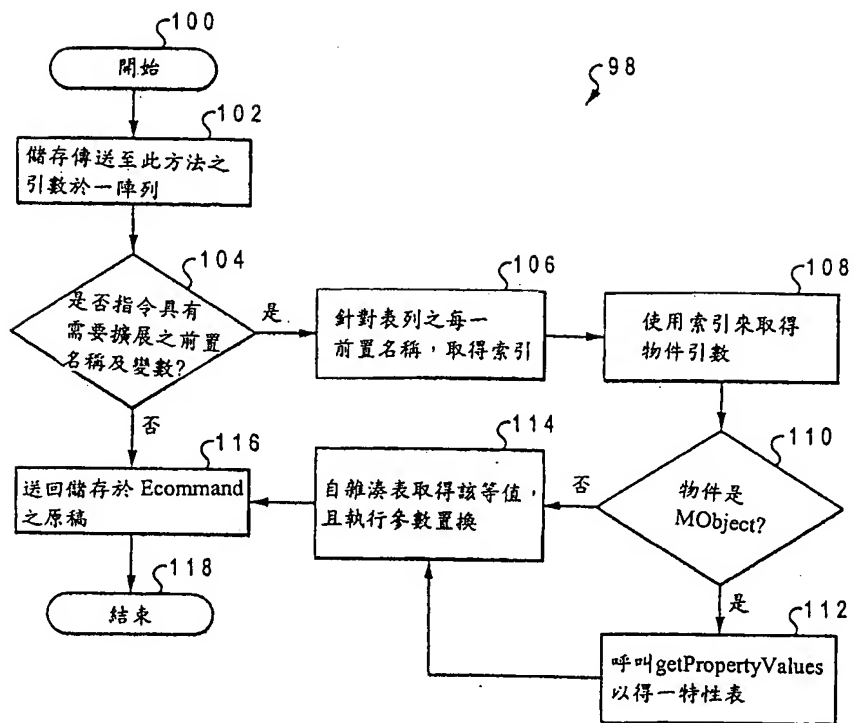 100
開始
98
102
儲存傳送至此方法之
引數於一陣列
104
是否指令具有
需要擴展之前置
名稱及變數?
是
106
針對表列之每一
前置名稱，取得索引
108
使用索引來取得
物件引數
110
物件是
MObject?
否
是
112
呼叫getPropertyValues
以得一特性表
114
自雜湊表取得該等值，
且執行參數置換
否
116
送回儲存於 Ecommand
之原稿
118
結束